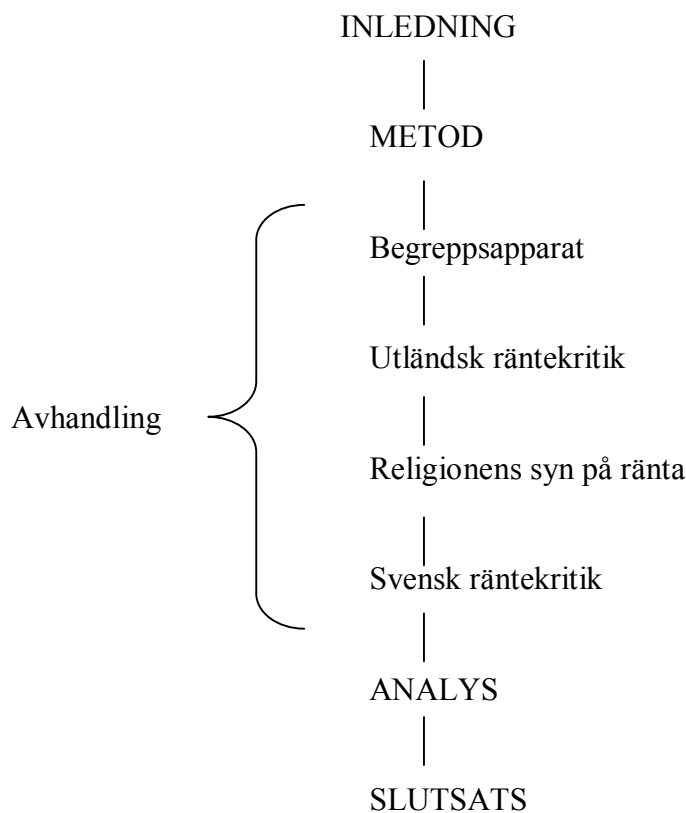 INLEDNING
METOD
Begreppsapparat
Utländsk räntekritik
Avhandling
Religionens syn på ränta
Svensk räntekritik
ANALYS
SLUTSATS